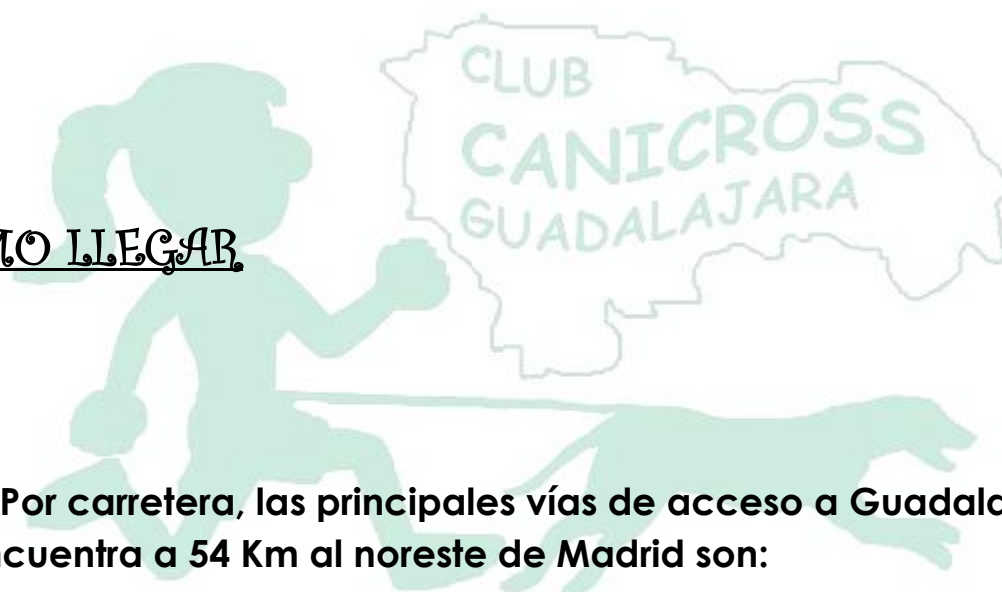 CLUB
CANICROSS
GUADALAJARA
MO LLEGAR
Por carretera, las principales vías de acceso a Guadala
cuentra a 54 Km al noreste de Madrid son: